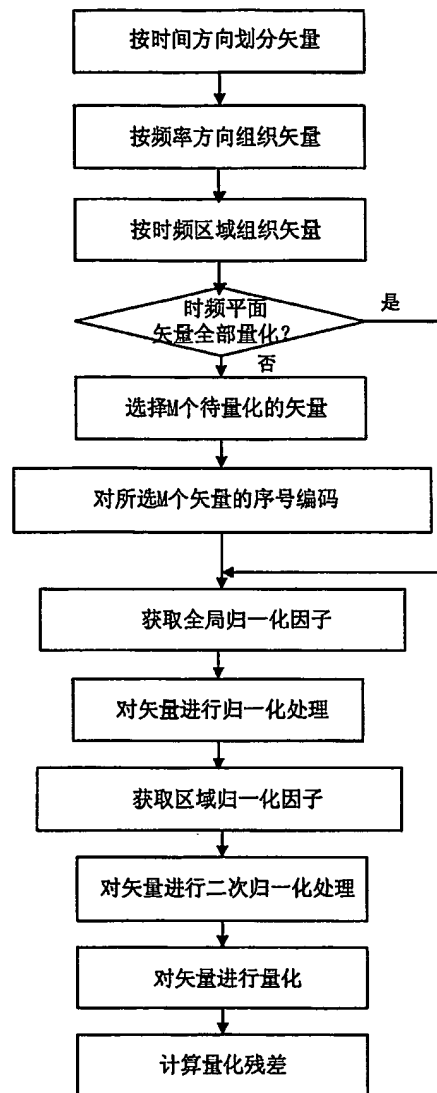 按时间方向划分矢量
按频率方向组织矢量
按时频区域组织矢量
时频平面
矢量全部量化?
是
否
选择M个待量化的矢量
对所选M个矢量的序号编码
获取全局归一化因子
对矢量进行归一化处理
获取区域归一化因子
对矢量进行二次归一化处理
对矢量进行量化
计算量化残差